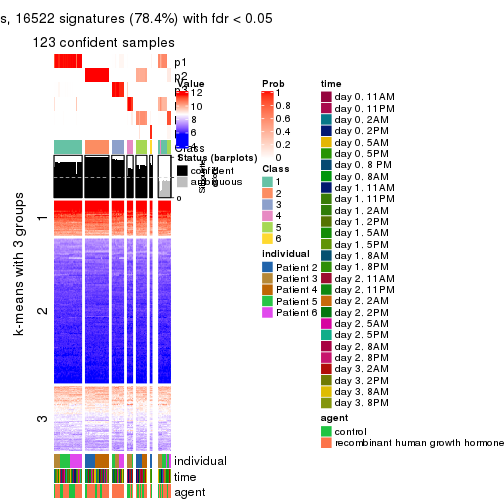 s, 16522 signatures (78.4%) with fdr < 0.05
123 confident samples
p1
p2
p3
Class
Value
12
10
8
6
4
Status (barplots)
confident
ambiguous
1
2
3
k-means with 3 groups
individual
time
agent
Prob
1
0.8
0.6
0.4
0.2
0
Class
1
2
3
4
5
6
individual
Patient 2
Patient 3
Patient 4
Patient 5
Patient 6
time
day 0. 11AM
day 0. 11PM
day 0. 2AM
day 0. 2PM
day 0. 5AM
day 0. 5PM
day 0. 8 PM
day 0. 8AM
day 1. 11AM
day 1. 11PM
day 1. 2AM
day 1. 2PM
day 1. 5AM
day 1. 5PM
day 1. 8AM
day 1. 8PM
day 2. 11AM
day 2. 11PM
day 2. 2AM
day 2. 2PM
day 2. 5AM
day 2. 5PM
day 2. 8AM
day 2. 8PM
day 3. 2AM
day 3. 2PM
day 3. 8AM
day 3. 8PM
agent
control
recombinant human growth hormone